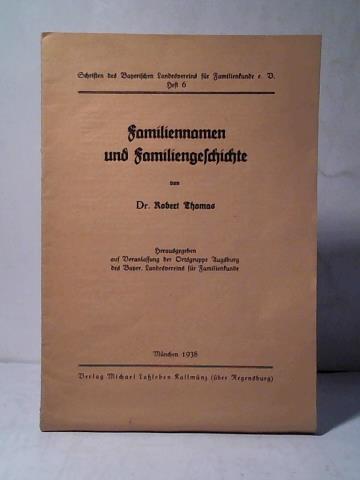 Schriften des Bayerischen Landesvereins für Familienkunde e. V.
Heft 6
Familiennamen
und Familiengeschichte
von
Dr. Robert Thomas
Herausgegeben
auf Veranlassung der Ortsgruppe Augsburg
des Bayer. Landesvereins für Familienkunde
München 1938
Verlag Michael Laßleben Kallmünz (über Regensburg)